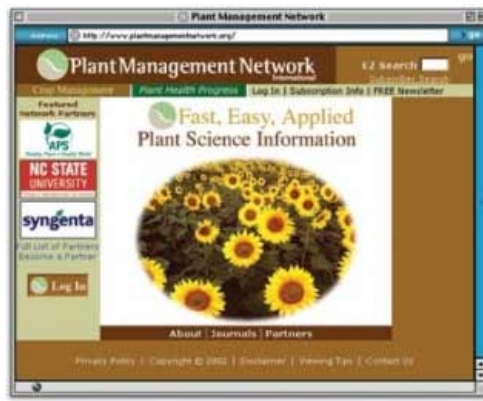 Plant Management Network
Address http://www.plantmanagementnetwork.org/ go
Plant Management Network
International
EZ Search go
Subscriber Search
Crop Management Plant Health Progress Log In | Subscription Info | FREE Newsletter
Featured
Network Partners
APS
NC STATE
UNIVERSITY
syngenta
Full List of Partners
Become a Partner
Log In
Fast, Easy, Applied
Plant Science Information
About | Journals | Partners
Privacy Policy | Copyright © 2002 | Disclaimer | Viewing Tips | Contact Us